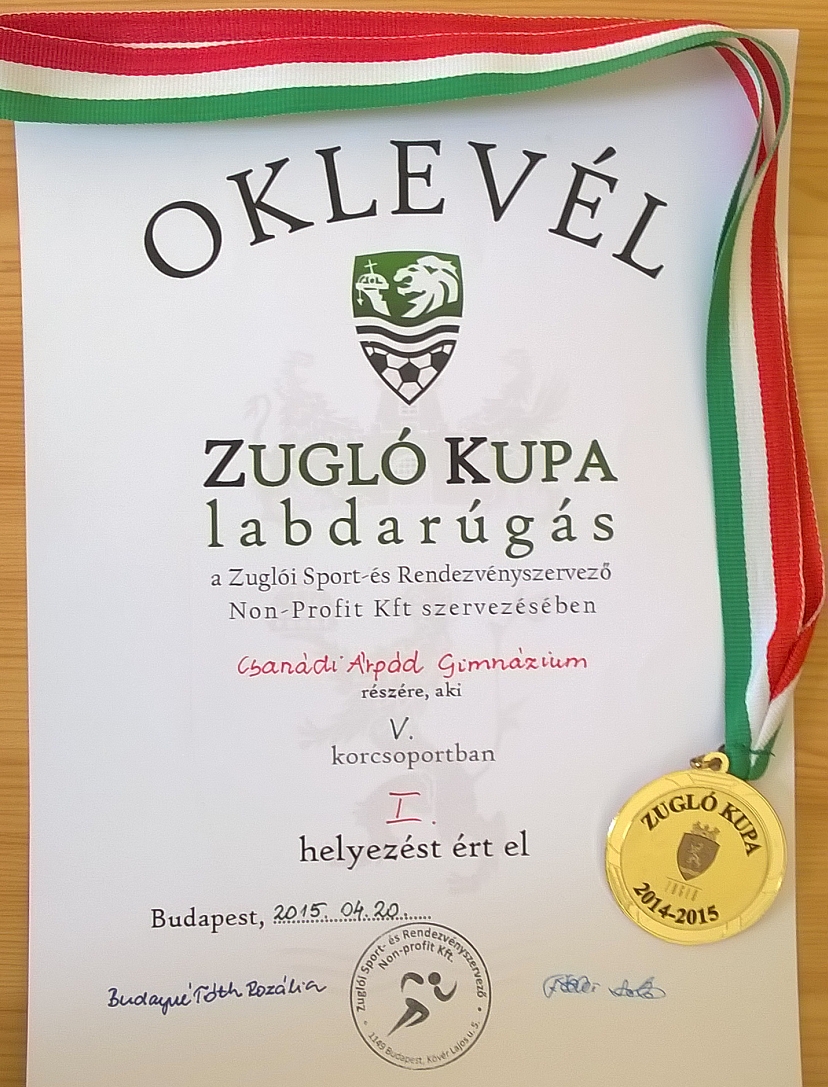 OKLEVÉL
ZUGLÓ KUPA
labdarúgás
a Zuglói Sport-és Rendezvényszervező
Non-Profit Kft szervezésében
Csanádi Árpád Gimnázium
részére, aki
V.
korcsoportban
I.
helyezést ért el
ZUGLÓ KUPA
2014-2015
Budapest, 2015. 04. 20.
Zuglói Sport- és Rendezvényszervező
Non-profit Kft.
1149 Budapest, Kövér Lajos u. 5.
Tóth Rozália